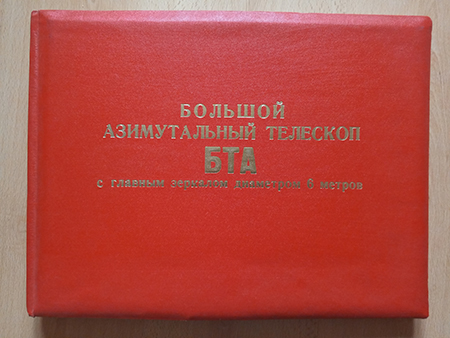 БОЛЬШОЙ
АЗИМУТАЛЬНЫЙ ТЕЛЕСКОП
БТА
с главным зеркалом диаметром 6 метров